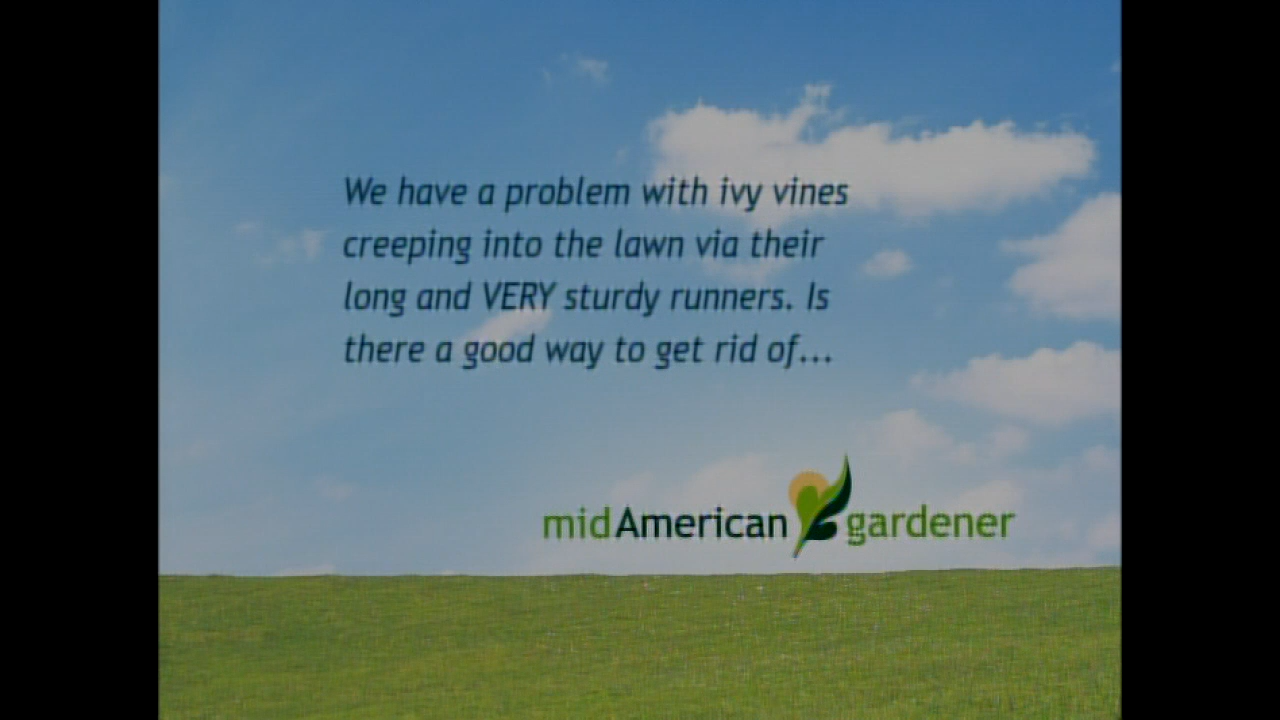 We have a problem with ivy vines
creeping into the lawn via their
long and VERY sturdy runners. Is
there a good way to get rid of...
midAmerican gardener